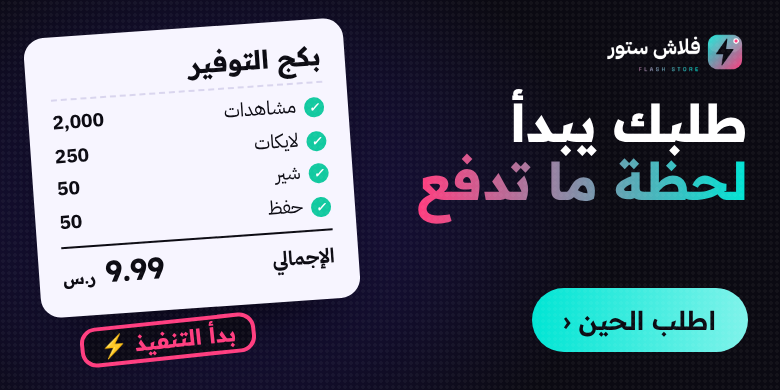 فلاش ستور
FLASH STORE
طلبك يبدأ
لحظة ما تدفع
اطلب الحين ›
بكج التوفير
مشاهدات 2,000
لايكات 250
شير 50
حفظ 50
الإجمالي 9.99 ر.س
بدأ التنفيذ ⚡